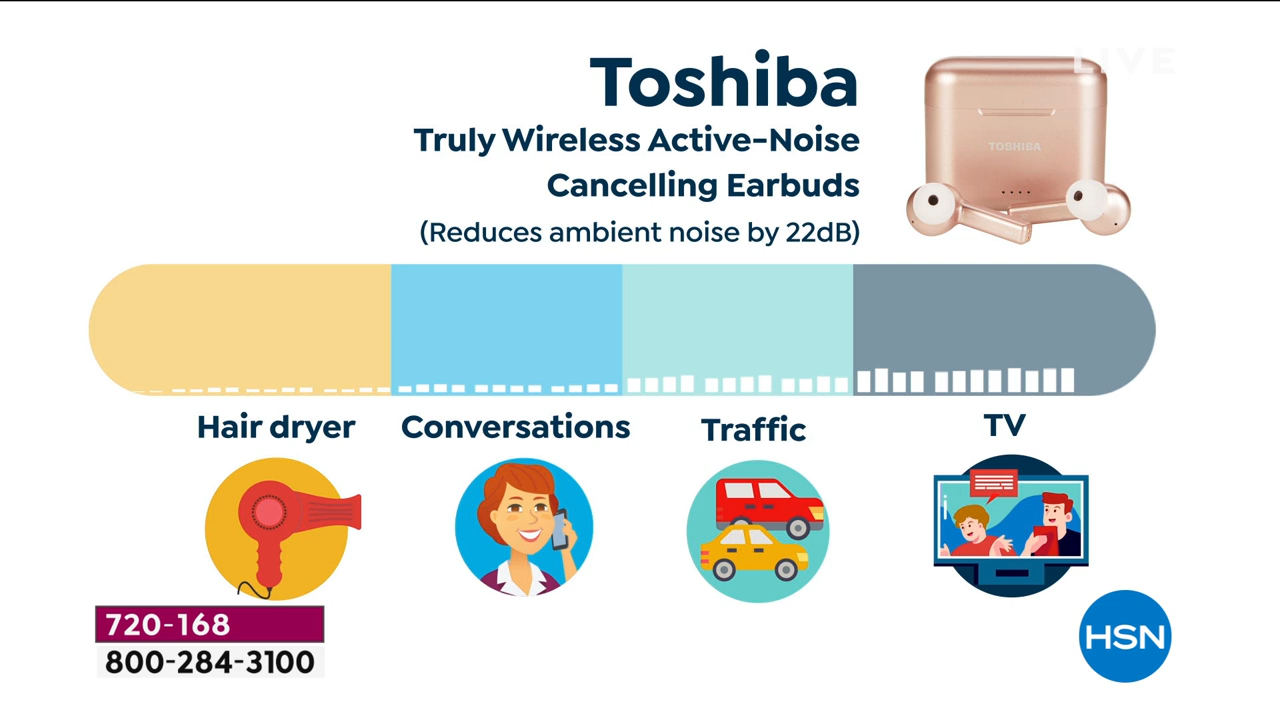 LIVE
Toshiba
Truly Wireless Active-Noise
Cancelling Earbuds
(Reduces ambient noise by 22dB)
TOSHIBA
Hair dryer
Conversations
Traffic
TV
720-168
800-284-3100
HSN